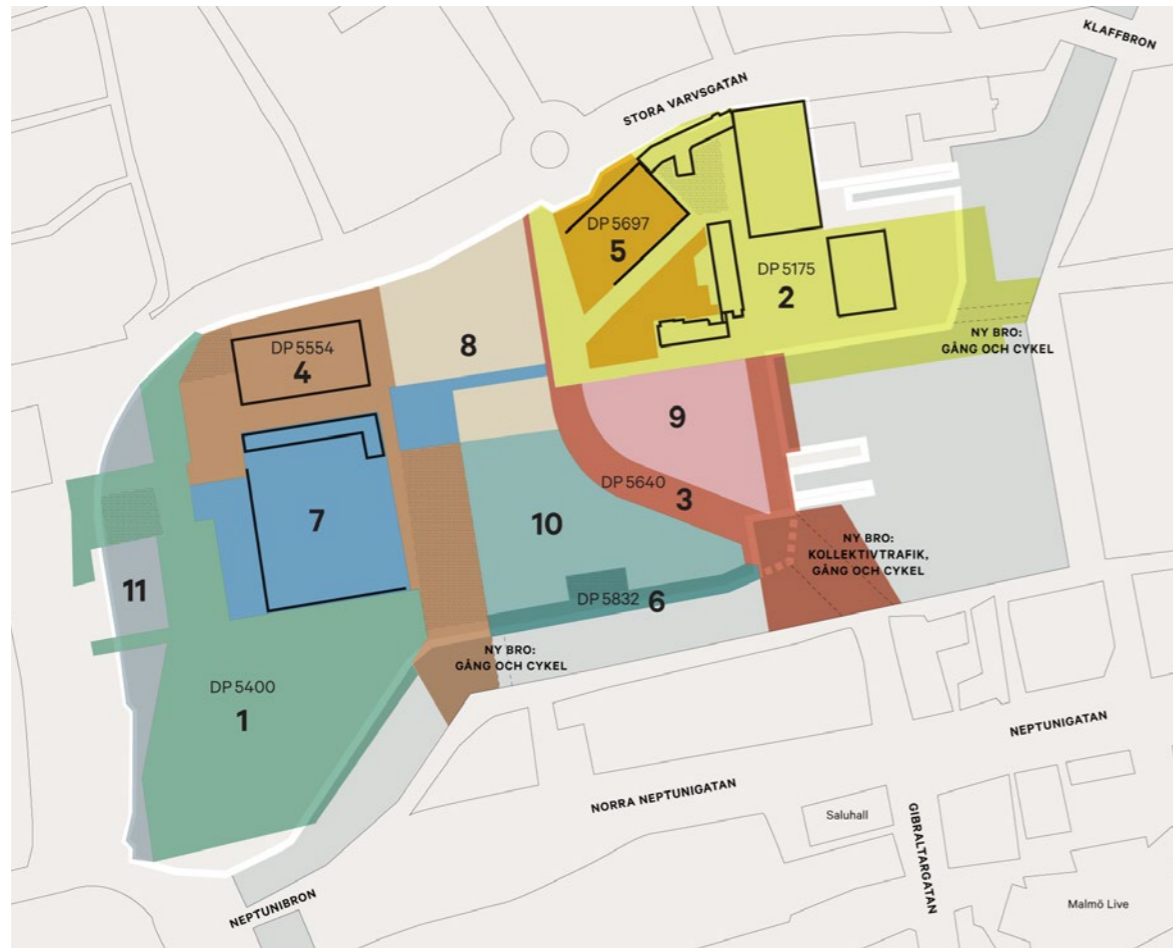 KLAFFBRON
STORA VARVSGATAN
DP 5697
5
DP 5175
2
NY BRO:
GÅNG OCH CYKEL
DP 5554
4
8
9
DP 5640
3
7
10
NY BRO:
KOLLEKTIVTRAFIK,
GÅNG OCH CYKEL
11
DP 5832
6
NY BRO:
GÅNG OCH CYKEL
DP 5400
1
NEPTUNIGATAN
NORRA NEPTUNIGATAN
Saluhall
GIBRALTARGATAN
NEPTUNIBRON
Malmö Live